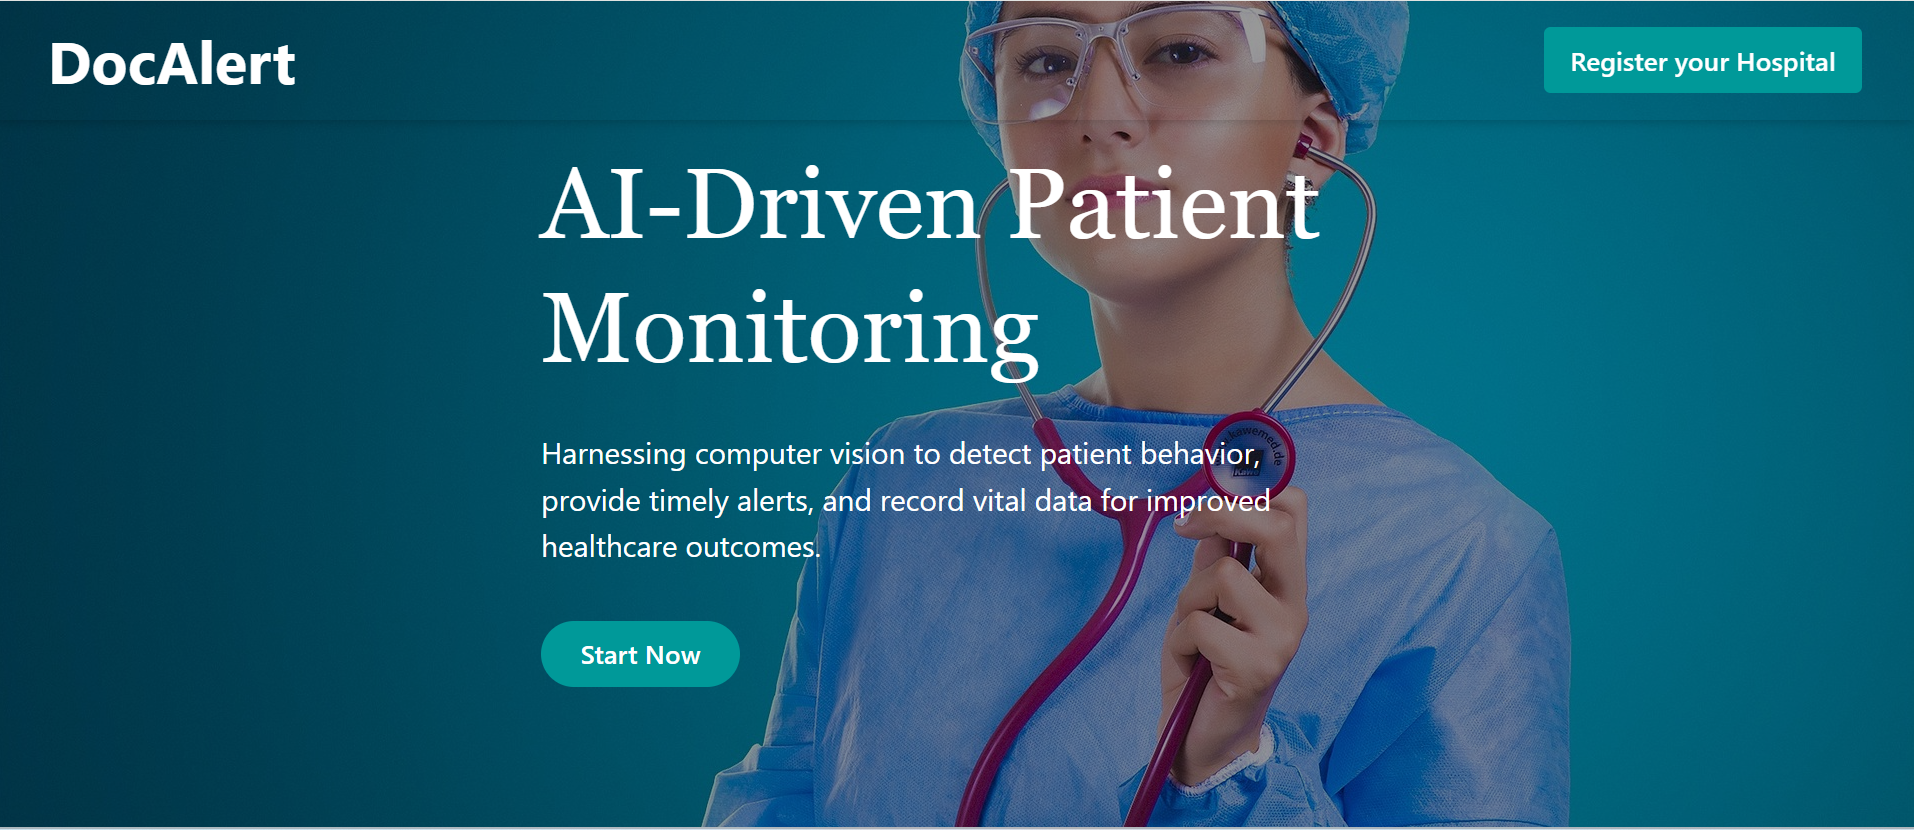 DocAlert
Register your Hospital
AI-Driven Patient
Monitoring
Harnessing computer vision to detect patient behavior,
provide timely alerts, and record vital data for improved
healthcare outcomes.
Start Now